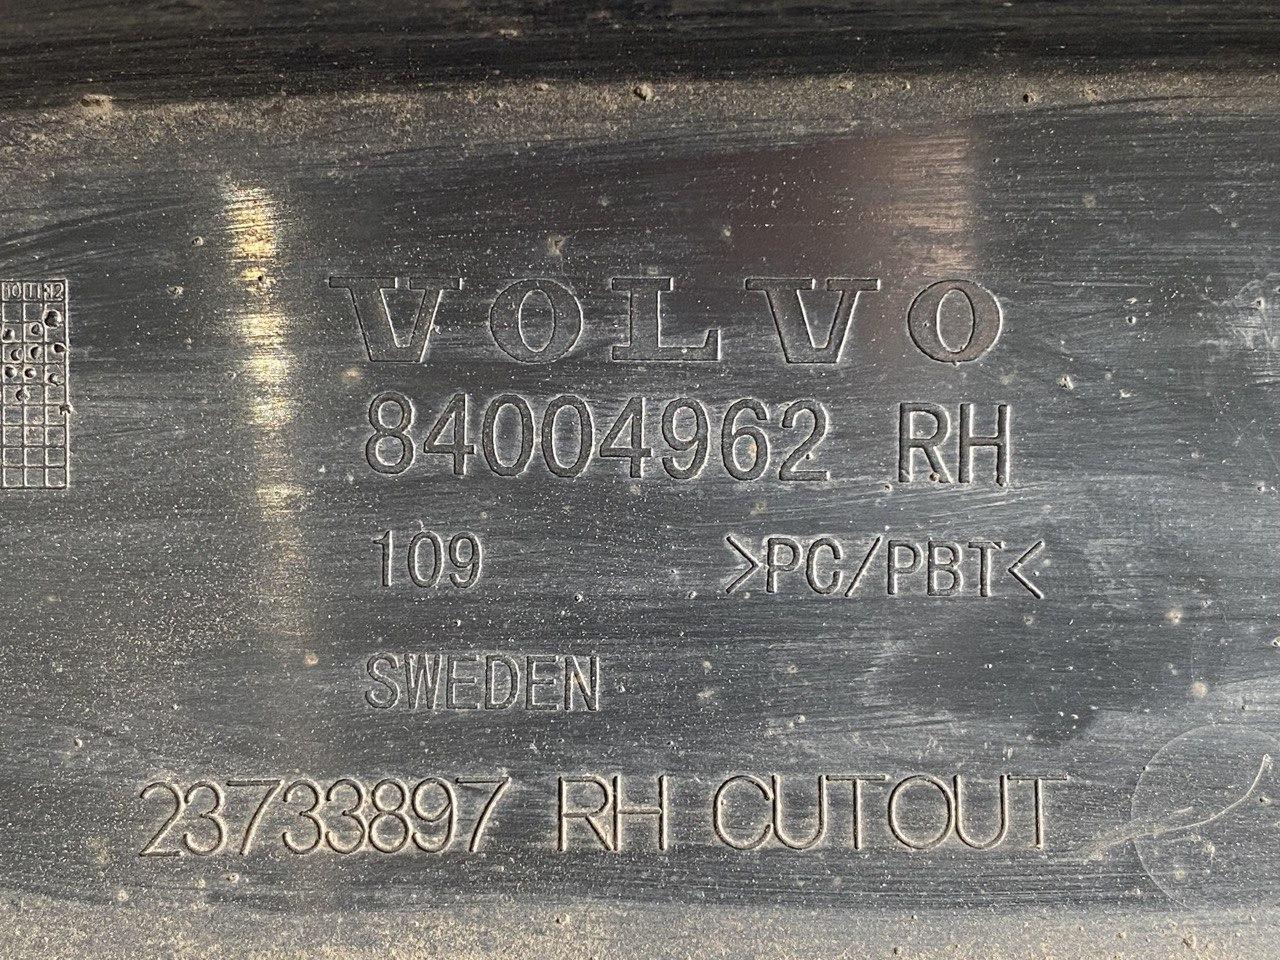 VOLVO
84004962 RH
109 >PC/PBT<
SWEDEN
23733897 RH CUTOUT